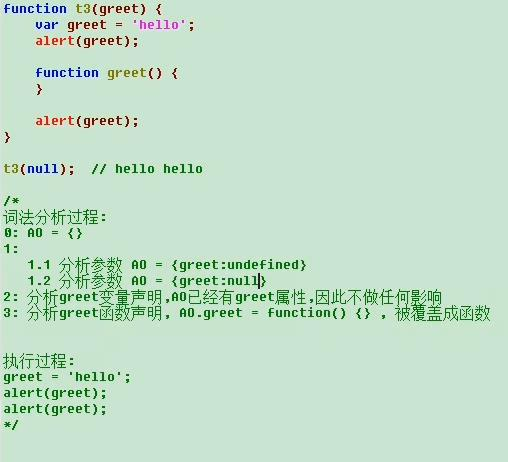 function t3(greet) {
    var greet = 'hello';
    alert(greet);

    function greet() {
    }

    alert(greet);
}

t3(null);  // hello hello

/*
词法分析过程:
0: AO = {}
1:
   1.1 分析参数 AO = {greet:undefined}
   1.2 分析参数 AO = {greet:null}
2: 分析greet变量声明,AO已经有greet属性,因此不做任何影响
3: 分析greet函数声明, AO.greet = function() {} , 被覆盖成函数

执行过程:
greet = 'hello';
alert(greet);
alert(greet);
*/